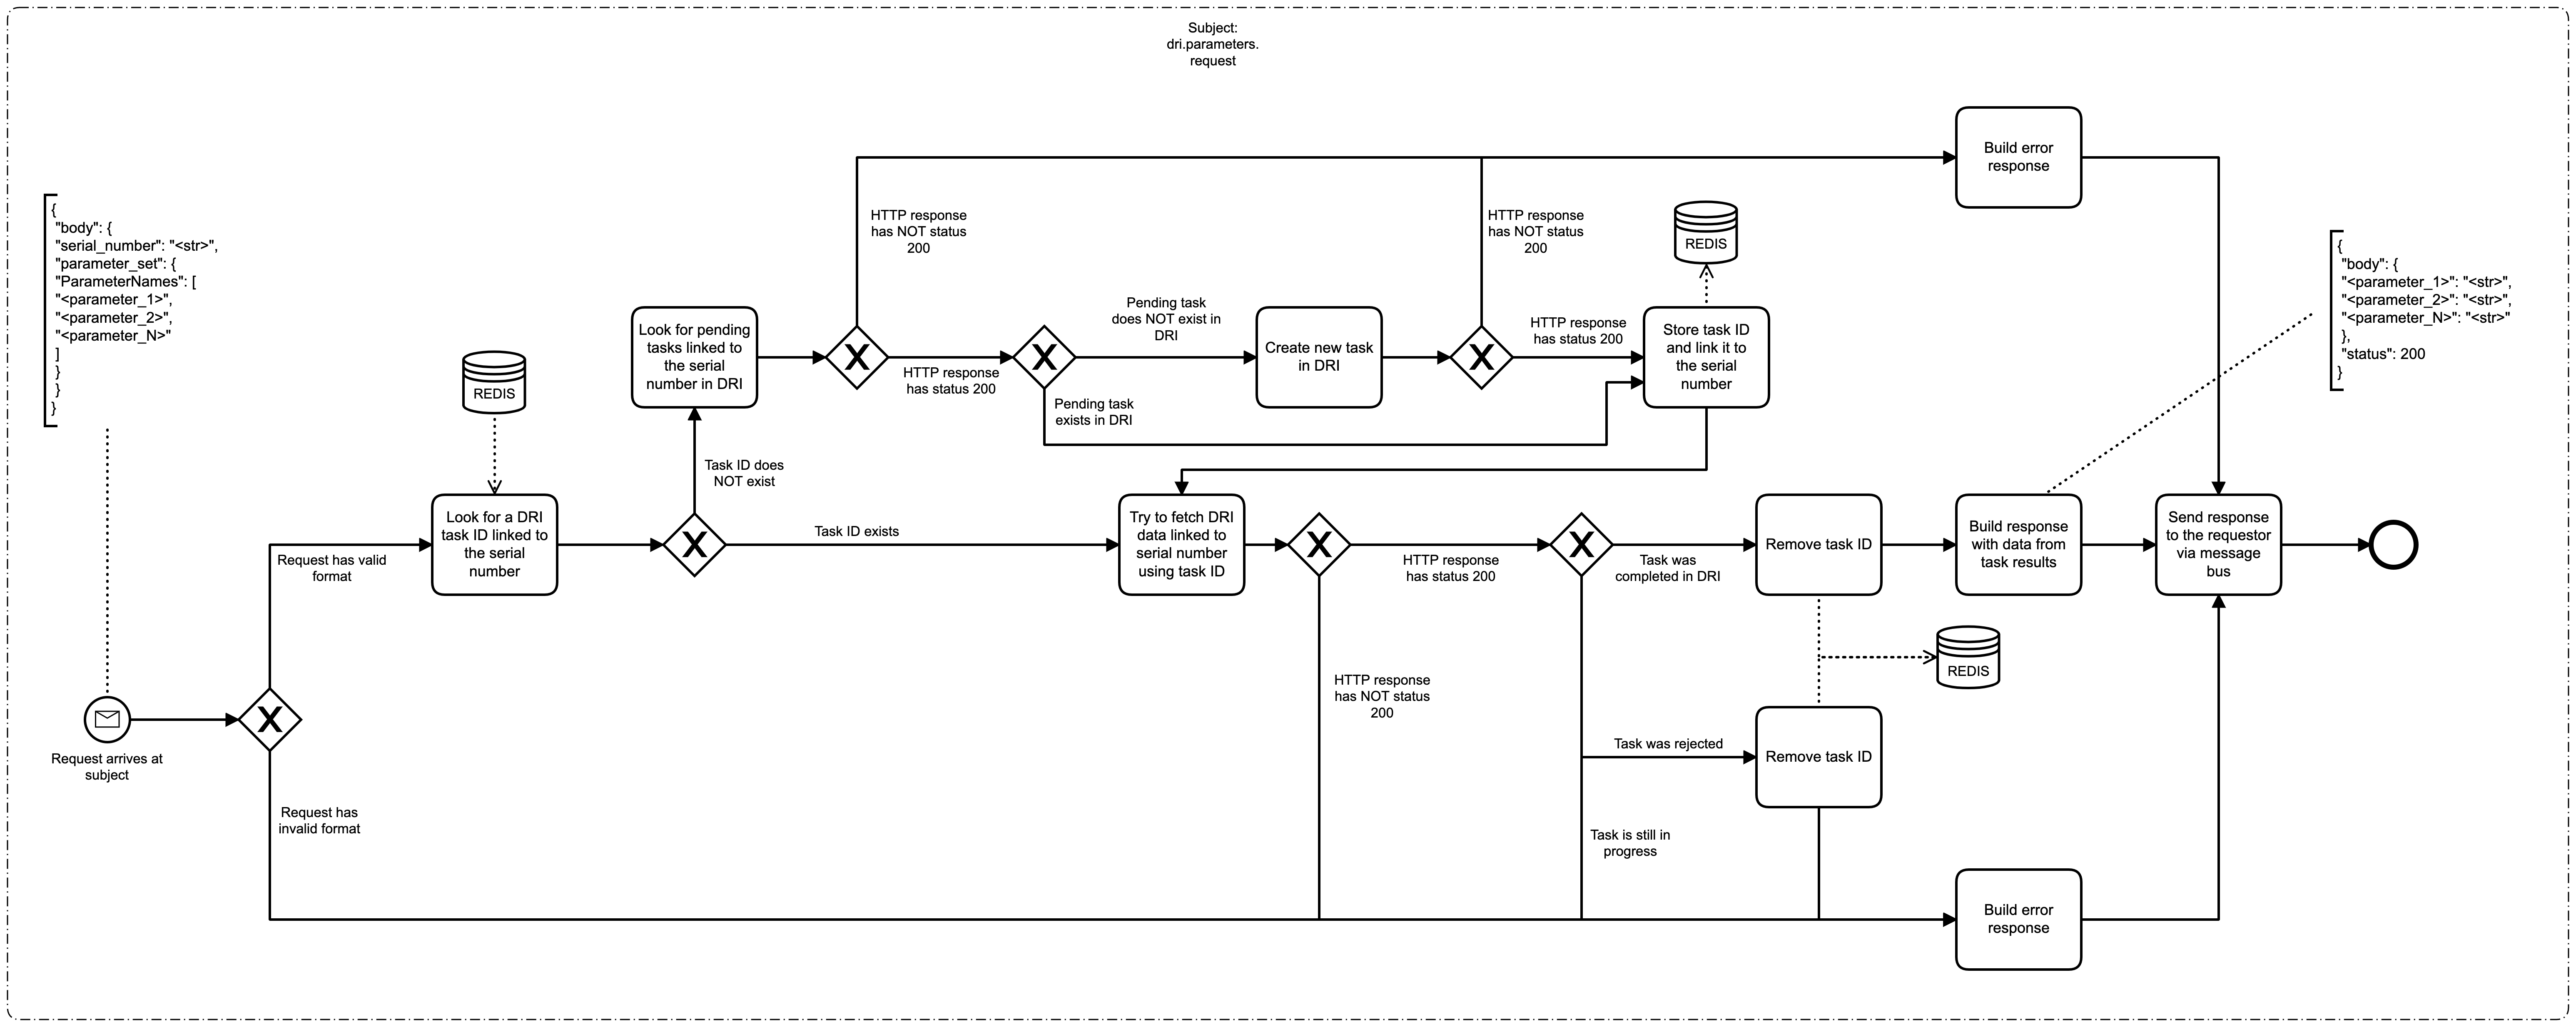 Subject:
dri.parameters.
request
Build error
response
{
"body": {
"serial_number": "<str>",
"parameter_set": {
"ParameterNames": [
"<parameter_1>",
"<parameter_2>",
"<parameter_N>"
]
}
}
}
HTTP response
has NOT status
200
HTTP response
has NOT status
200
REDIS
{
"body": {
"<parameter_1>": "<str>",
"<parameter_2>": "<str>",
"<parameter_N>": "<str>"
},
"status": 200
}
Look for pending
tasks linked to
the serial
number in DRI
X
HTTP response
has status 200
X
Pending task
does NOT exist in
DRI
Pending task
exists in DRI
Create new task
in DRI
X
HTTP response
has status 200
Store task ID
and link it to
the serial
number
REDIS
Task ID does
NOT exist
Request has valid
format
Look for a DRI
task ID linked to
the serial
number
X
Task ID exists
Try to fetch DRI
data linked to
serial number
using task ID
X
HTTP response
has status 200
X
Task was
completed in DRI
Remove task ID
Build response
with data from
task results
Send response
to the requestor
via message
bus
REDIS
HTTP response
has NOT status
200
X
Request arrives at
subject
Task was rejected
Remove task ID
Request has
invalid format
Task is still in
progress
Build error
response